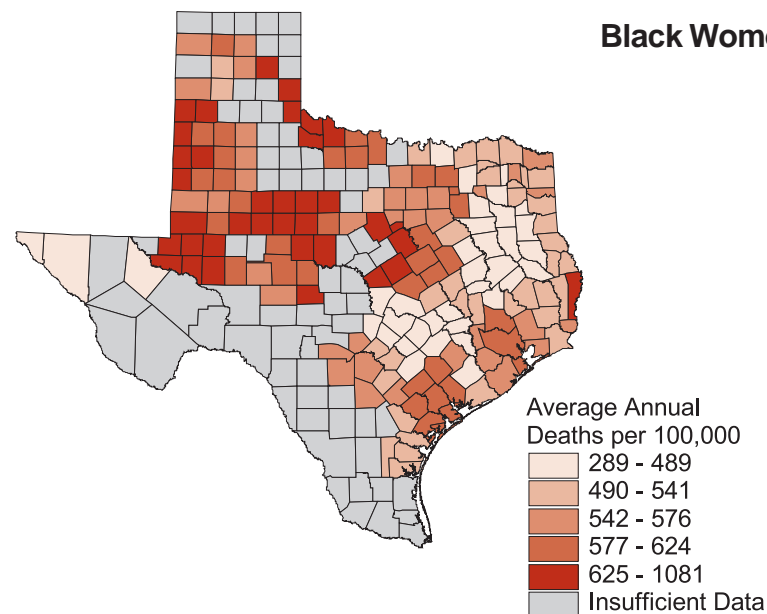 Black Wome
Average Annual
Deaths per 100,000
289 - 489
490 - 541
542 - 576
577 - 624
625 - 1081
Insufficient Data